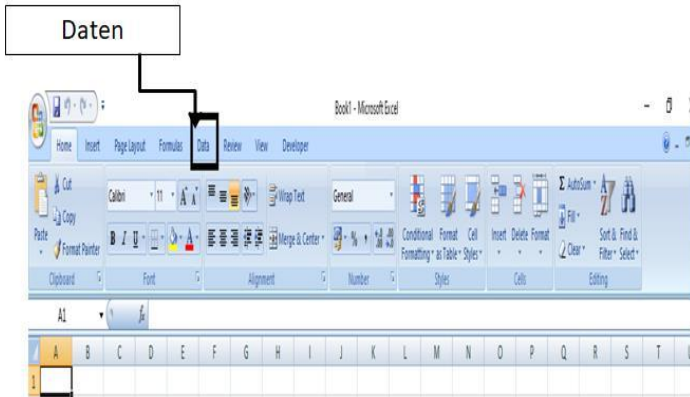 Daten
Book1 - Microsoft Excel
Home Insert Page Layout Formulas Data Review View Developer
Cut
Copy
Format Painter
Paste
Clipboard
Calibri 11 A A
B I U A
Font
Wrap Text
Merge & Center
Alignment
General
% ,
Number
Conditional Formatting
Format as Table
Cell Styles
Styles
Insert Delete Format
Cells
Σ AutoSum
Fill
Clear
Sort & Filter
Find & Select
Editing
A1 fx
A B C D E F G H I J K L M N O P Q R S T
1